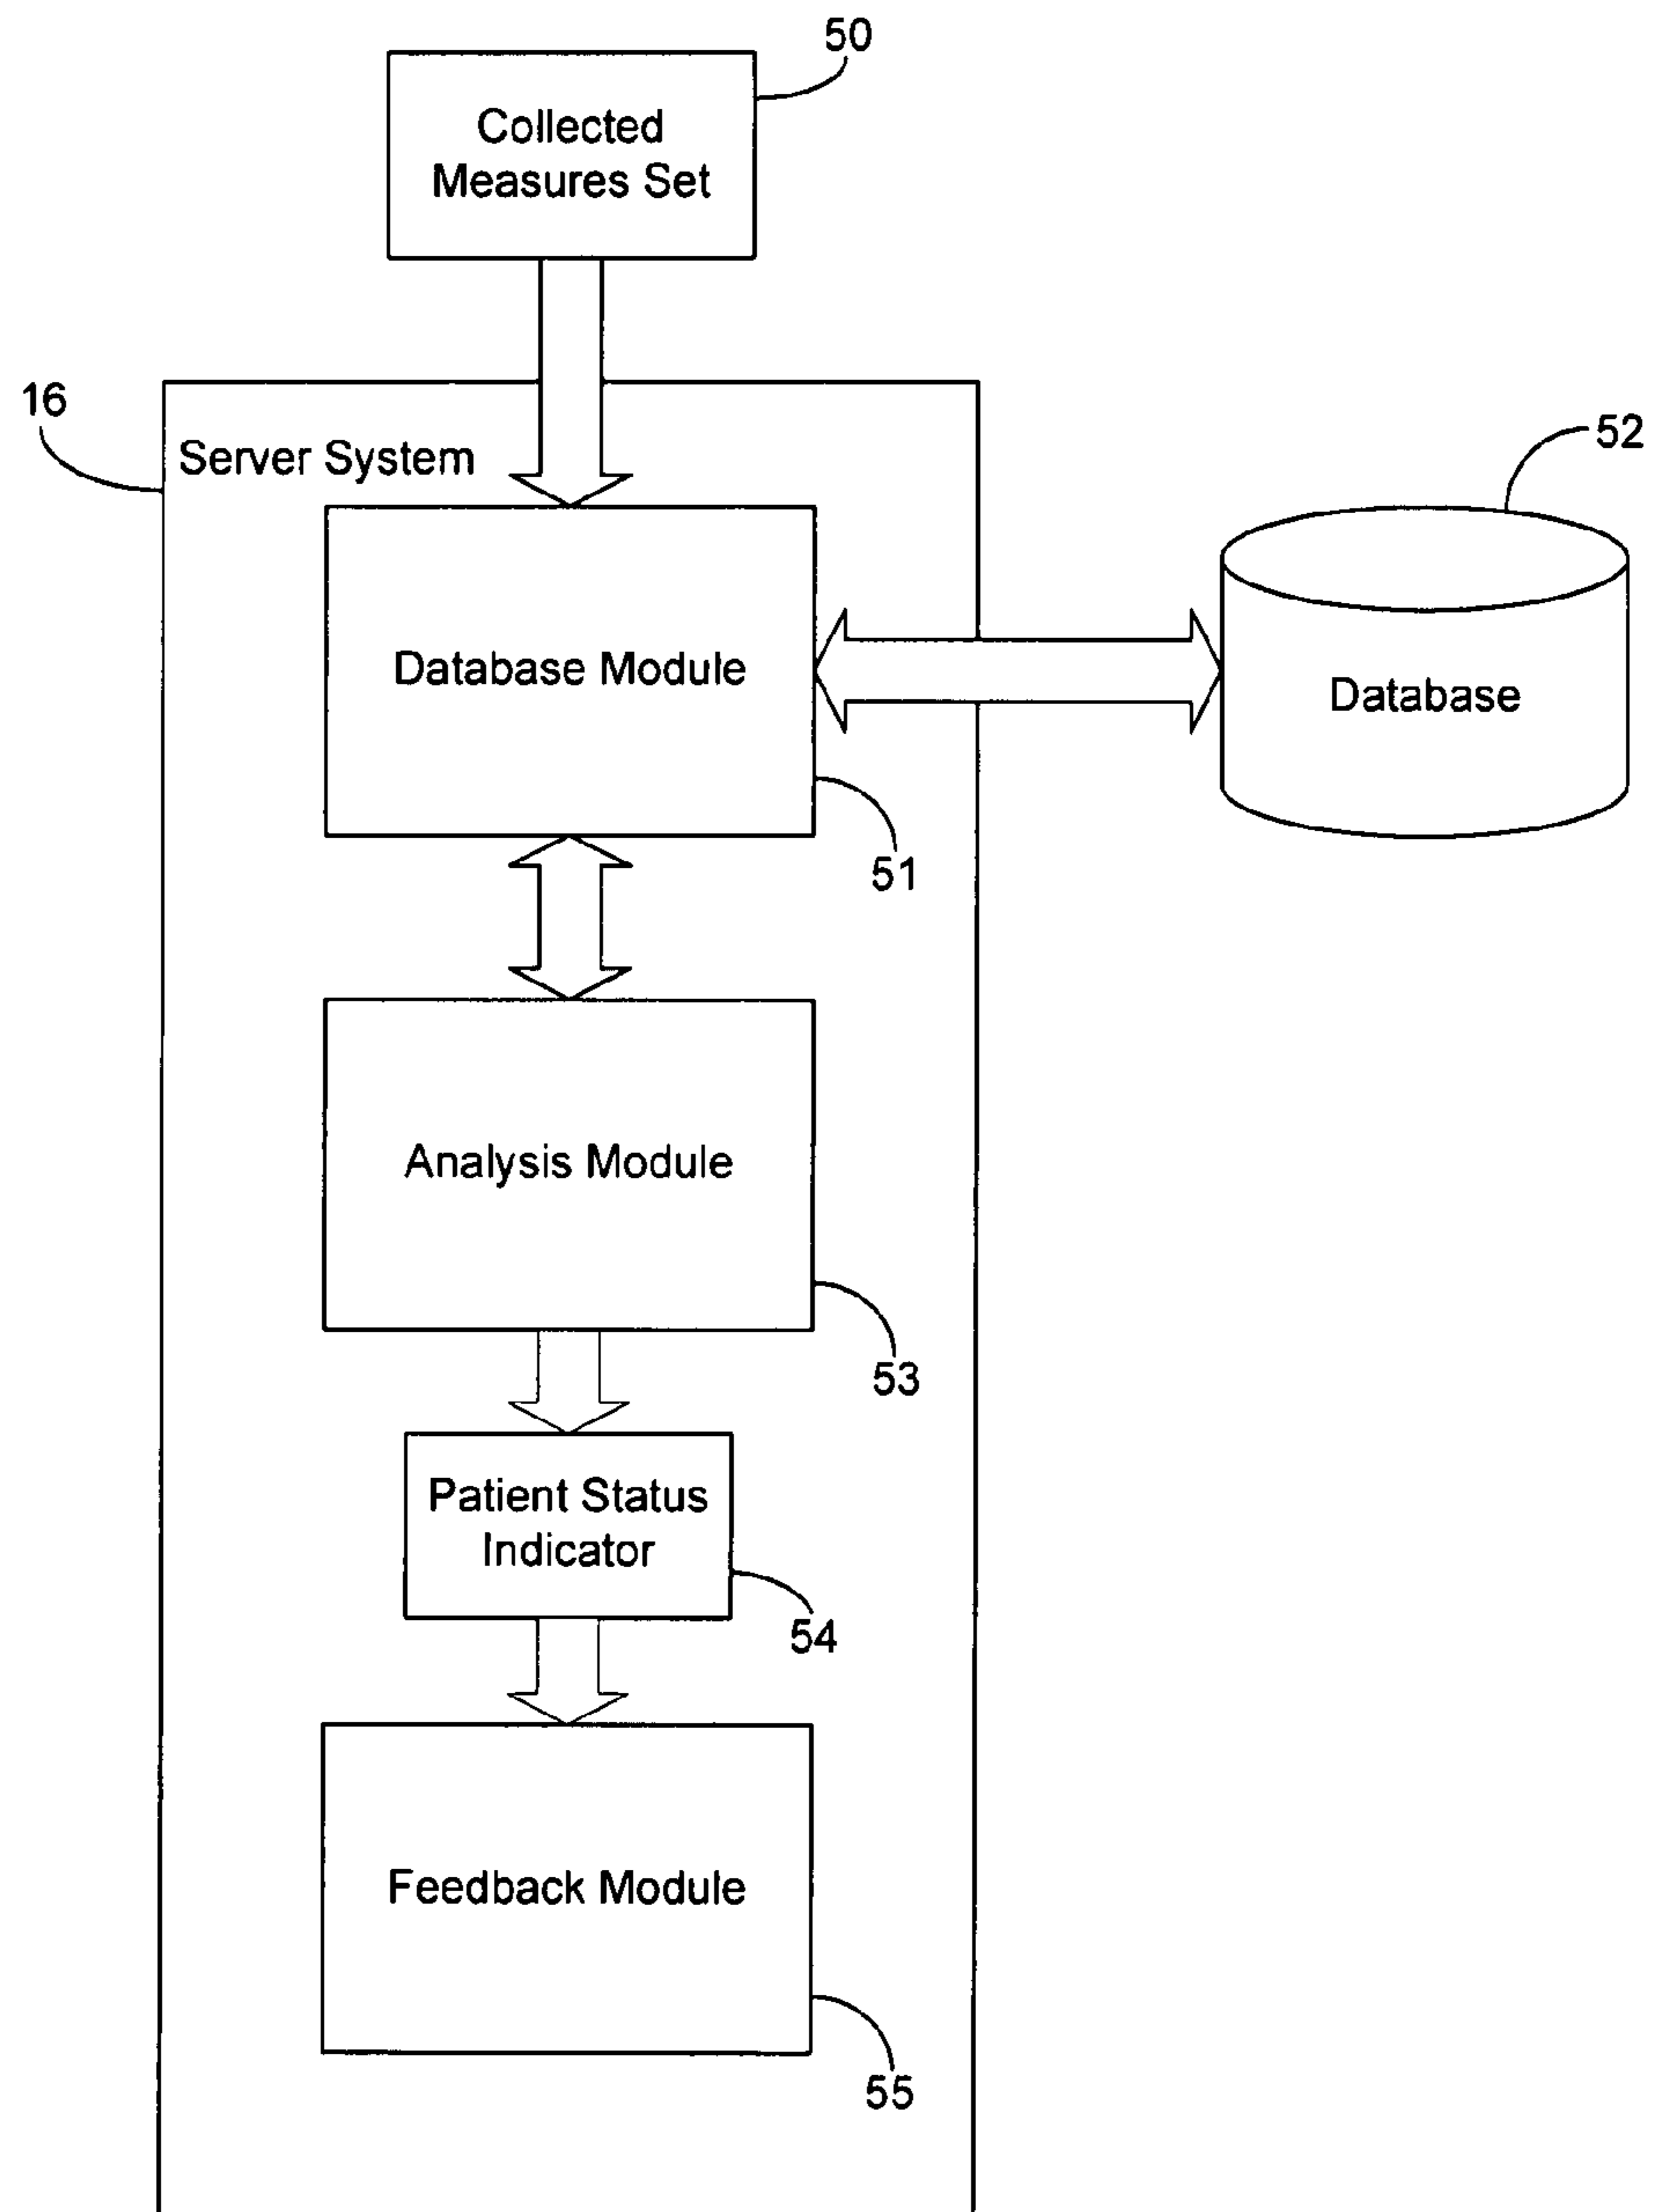 50
Collected
Measures Set
16
Server System
52
Database Module
Database
51
Analysis Module
53
Patient Status
Indicator
54
Feedback Module
55